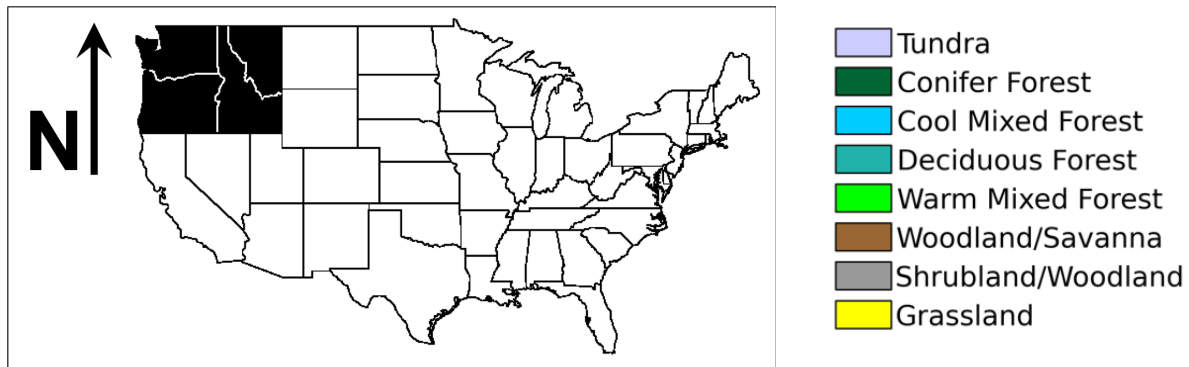 N
Tundra
Conifer Forest
Cool Mixed Forest
Deciduous Forest
Warm Mixed Forest
Woodland/Savanna
Shrubland/Woodland
Grassland